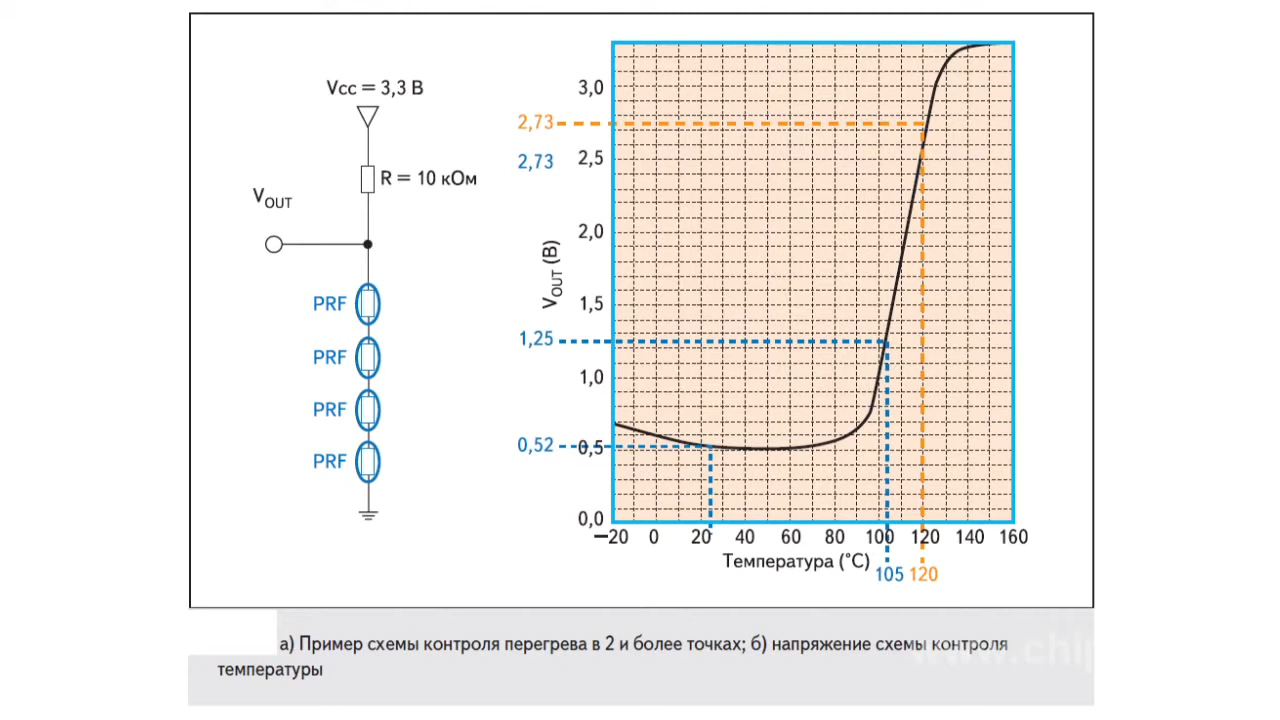 Vcc = 3,3 В
R = 10 кОм
VOUT
PRF
PRF
PRF
PRF
3,0
2,73
2,73
2,5
2,0
VOUT (В)
1,5
1,25
1,0
0,52
0,5
0,0
−20 0 20 40 60 80 100 120 140 160
Температура (°С)
105 120
а) Пример схемы контроля перегрева в 2 и более точках; б) напряжение схемы контроля
температуры